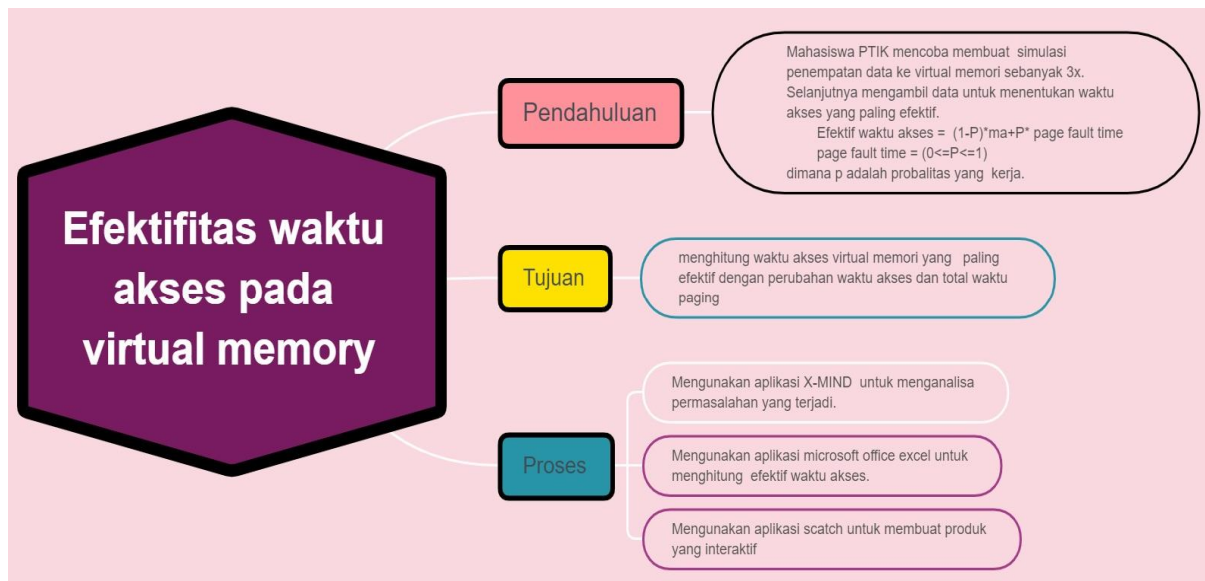 Efektifitas waktu
akses pada
virtual memory
Pendahuluan
Mahasiswa PTIK mencoba membuat simulasi
penempatan data ke virtual memori sebanyak 3x.
Selanjutnya mengambil data untuk menentukan waktu
akses yang paling efektif.
Efektif waktu akses = (1-P)*ma+P* page fault time
page fault time = (0<=P<=1)
dimana p adalah probalitas yang kerja.
Tujuan
menghitung waktu akses virtual memori yang paling
efektif dengan perubahan waktu akses dan total waktu
paging
Proses
Mengunakan aplikasi X-MIND untuk menganalisa
permasalahan yang terjadi.
Mengunakan aplikasi microsoft office excel untuk
menghitung efektif waktu akses.
Mengunakan aplikasi scatch untuk membuat produk
yang interaktif